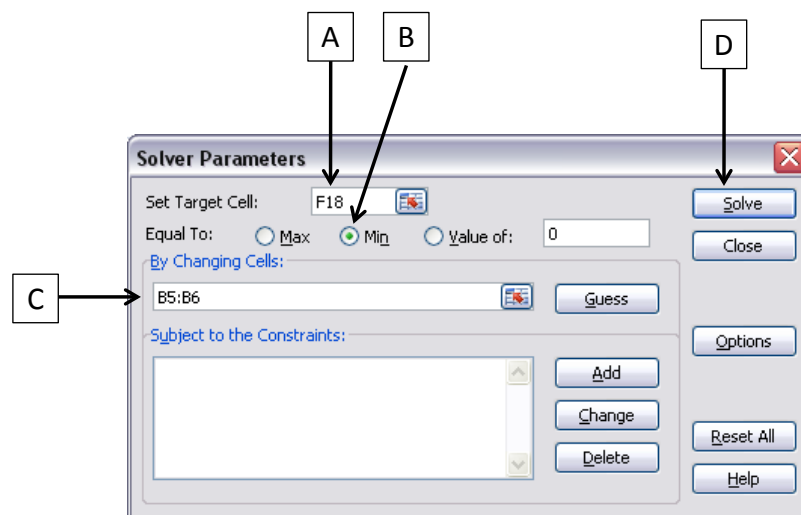 A
B
D
Solver Parameters
Set Target Cell:
F18
Solve
Equal To:
Max
Min
Value of:
0
Close
By Changing Cells:
C
B5:B6
Guess
Subject to the Constraints:
Options
Add
Change
Reset All
Delete
Help